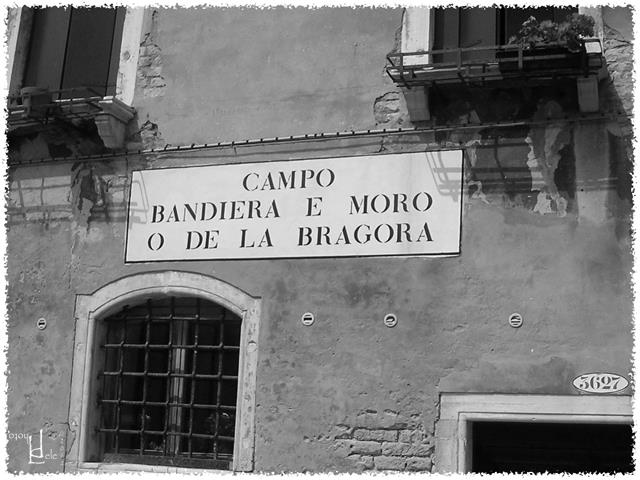 CAMPO
BANDIERA E MORO
O DE LA BRAGORA
3627